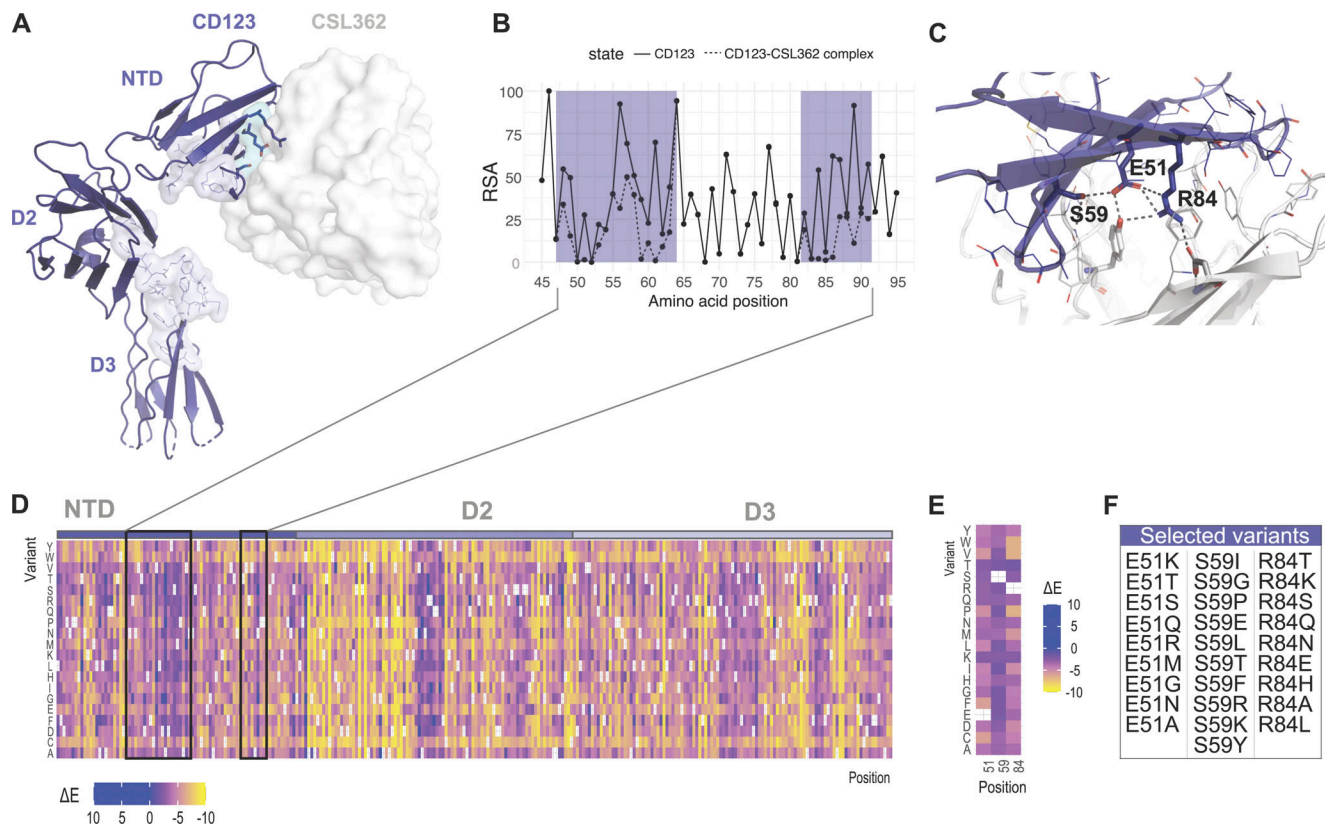 A
CD123
CSL362
NTD
D2
D3
B
state
CD123
CD123-CSL362 complex
RSA
100
75
50
25
0
45 50 55 60 65 70 75 80 85 90 95
Amino acid position
C
E51
S59
R84
D
NTD
D2
D3
Variant
Y
W
V
T
S
R
Q
P
N
M
K
L
H
I
G
E
F
D
C
A
Position
ΔE
10 5 0 -5 -10
E
Variant
Y
W
V
T
S
R
Q
P
N
M
L
K
I
H
G
F
E
D
C
A
51 59 84
Position
ΔE
10
5
0
-5
-10
F
Selected variants
E51K S59I R84T
E51T S59G R84K
E51S S59P R84S
E51Q S59E R84Q
E51R S59L R84N
E51M S59T R84E
E51G S59F R84H
E51N S59R R84A
E51A S59K R84L
S59Y